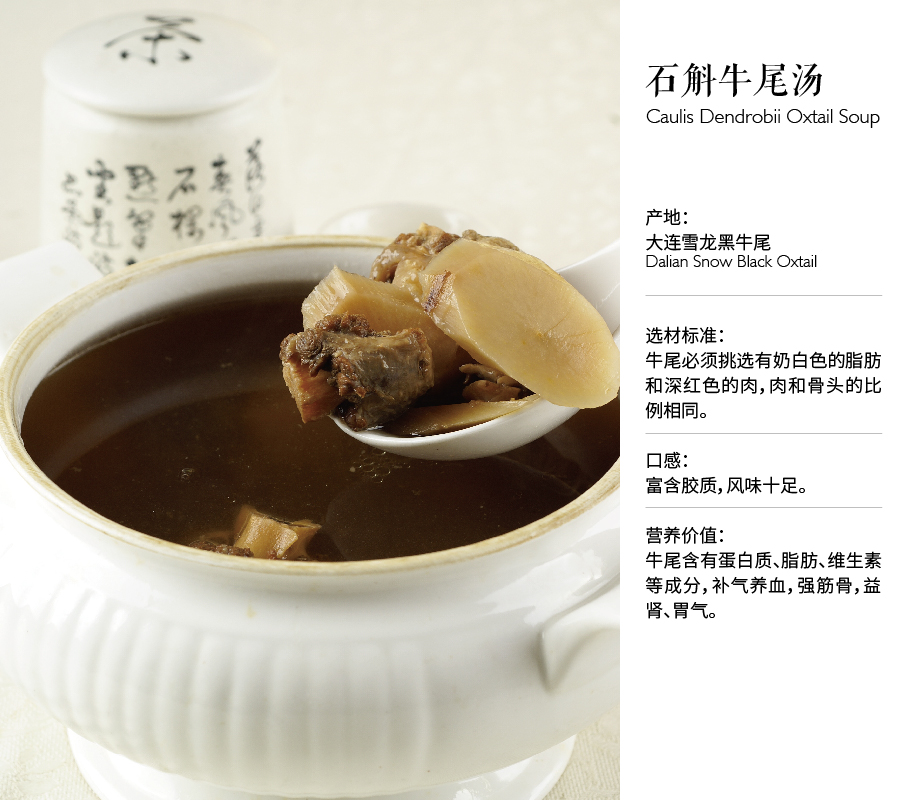 茶
石斛牛尾汤
Caulis Dendrobii Oxtail Soup
产地：
大连雪龙黑牛尾
Dalian Snow Black Oxtail
选材标准：
牛尾必须挑选有奶白色的脂肪
和深红色的肉，肉和骨头的比
例相同。
口感：
富含胶质，风味十足。
营养价值：
牛尾含有蛋白质、脂肪、维生素
等成分，补气养血，强筋骨，益
肾、胃气。